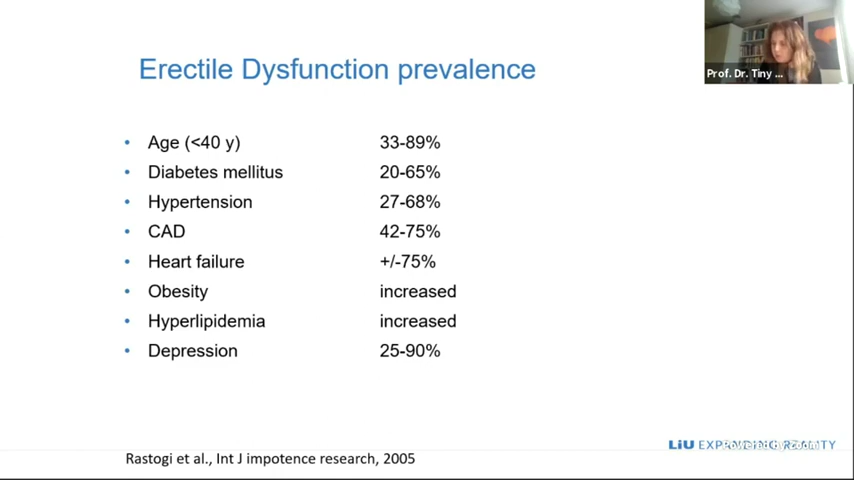 Prof. Dr. Tiny ...
Erectile Dysfunction prevalence
• Age (<40 y) 33-89%
• Diabetes mellitus 20-65%
• Hypertension 27-68%
• CAD 42-75%
• Heart failure +/-75%
• Obesity increased
• Hyperlipidemia increased
• Depression 25-90%
LiU EXPANDING REALITY
Rastogi et al., Int J impotence research, 2005